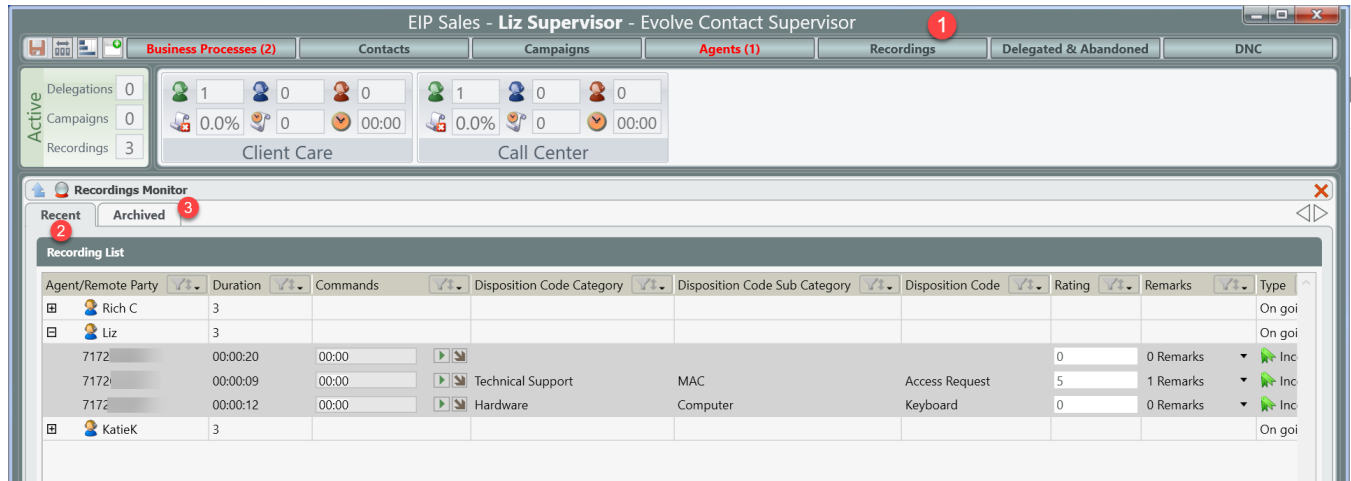 EIP Sales - Liz Supervisor - Evolve Contact Supervisor
1
Business Processes (2) Contacts Campaigns Agents (1) Recordings Delegated & Abandoned DNC
Active
Delegations 0
Campaigns 0
Recordings 3
1 0 0
0.0% 0 00:00
Client Care
1 0 0
0.0% 0 00:00
Call Center
Recordings Monitor
Recent Archived
3
2
Recording List
Agent/Remote Party Duration Commands Disposition Code Category Disposition Code Sub Category Disposition Code Rating Remarks Type
Rich C 3 On goi
Liz 3 On goi
7172 00:00:20 00:00 0 0 Remarks Inc
7172 00:00:09 00:00 Technical Support MAC Access Request 5 1 Remarks Inc
7172 00:00:12 00:00 Hardware Computer Keyboard 0 0 Remarks Inc
KatieK 3 On goi